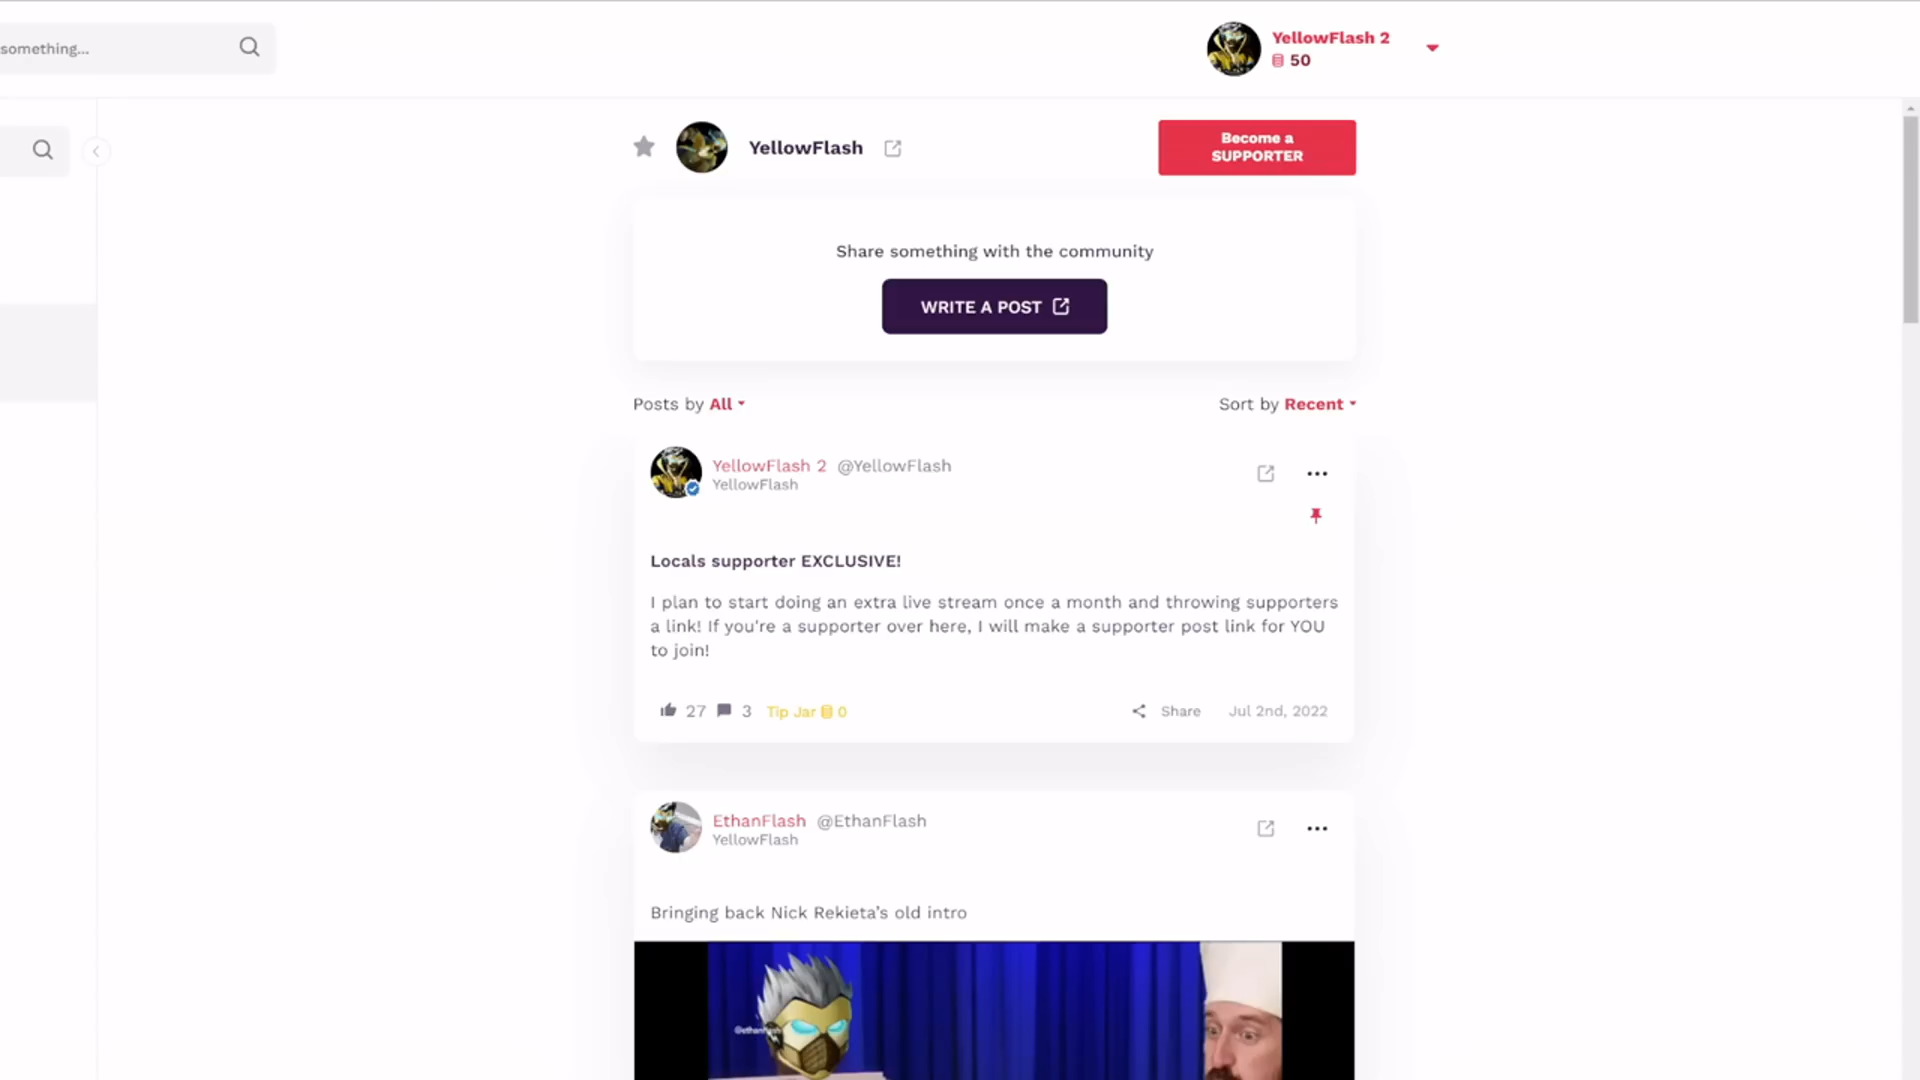 something...
YellowFlash 2
50
YellowFlash
Become a
SUPPORTER
Share something with the community
WRITE A POST
Posts by All
Sort by Recent
YellowFlash 2 @YellowFlash
YellowFlash
Locals supporter EXCLUSIVE!
I plan to start doing an extra live stream once a month and throwing supporters
a link! If you're a supporter over here, I will make a supporter post link for YOU
to join!
27 3 Tip Jar 0
Share Jul 2nd, 2022
EthanFlash @EthanFlash
YellowFlash
Bringing back Nick Rekieta's old intro